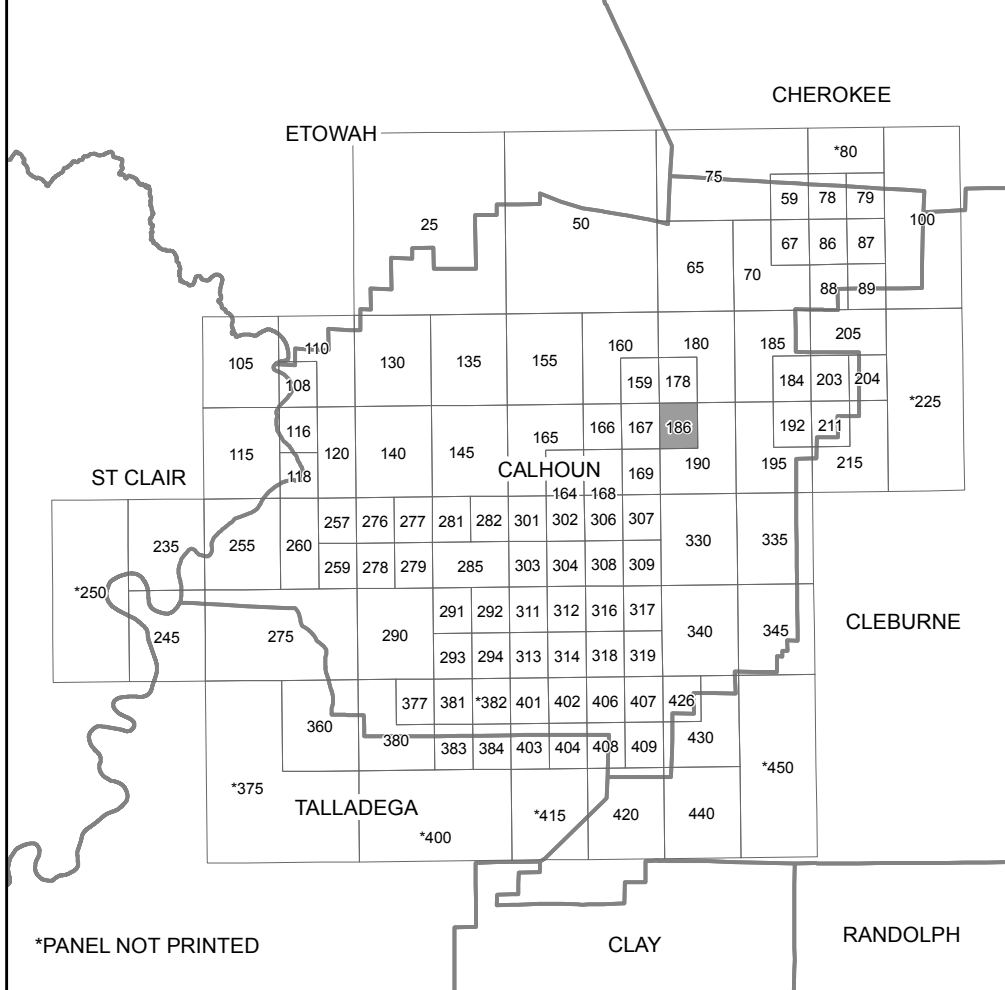 CHEROKEE
ETOWAH
*80
75
59 78 79
25 50 100
67 86 87
65 70
88 89
110 160 180 185 205
105 130 135 155
108 159 178 184 203 204
*225
116 166 167 186 192 211
115 120 140 145 165
CALHOUN 190 195 215
ST CLAIR 118 169
164 168
257 276 277 281 282 301 302 306 307
235 255 260 330 335
259 278 279 285 303 304 308 309
*250
291 292 311 312 316 317
245 275 290 340 345 CLEBURNE
293 294 313 314 318 319
377 381 *382 401 402 406 407 426
360 380 430
383 384 403 404 408 409
*375 *450
TALLADEGA *415 420 440
*400
*PANEL NOT PRINTED CLAY RANDOLPH